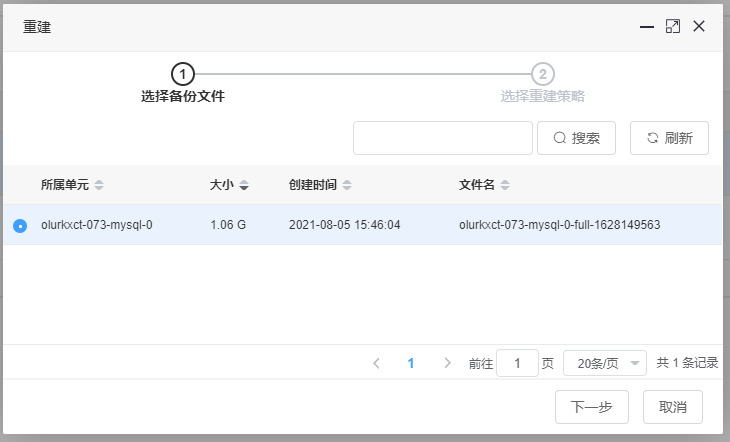 重建
1 2
选择备份文件 选择重建策略
搜索 刷新
所属单元 大小 创建时间 文件名
olurkxct-073-mysql-0 1.06 G 2021-08-05 15:46:04 olurkxct-073-mysql-0-full-1628149563
1 前往 1 页 20条/页 共 1 条记录
下一步 取消